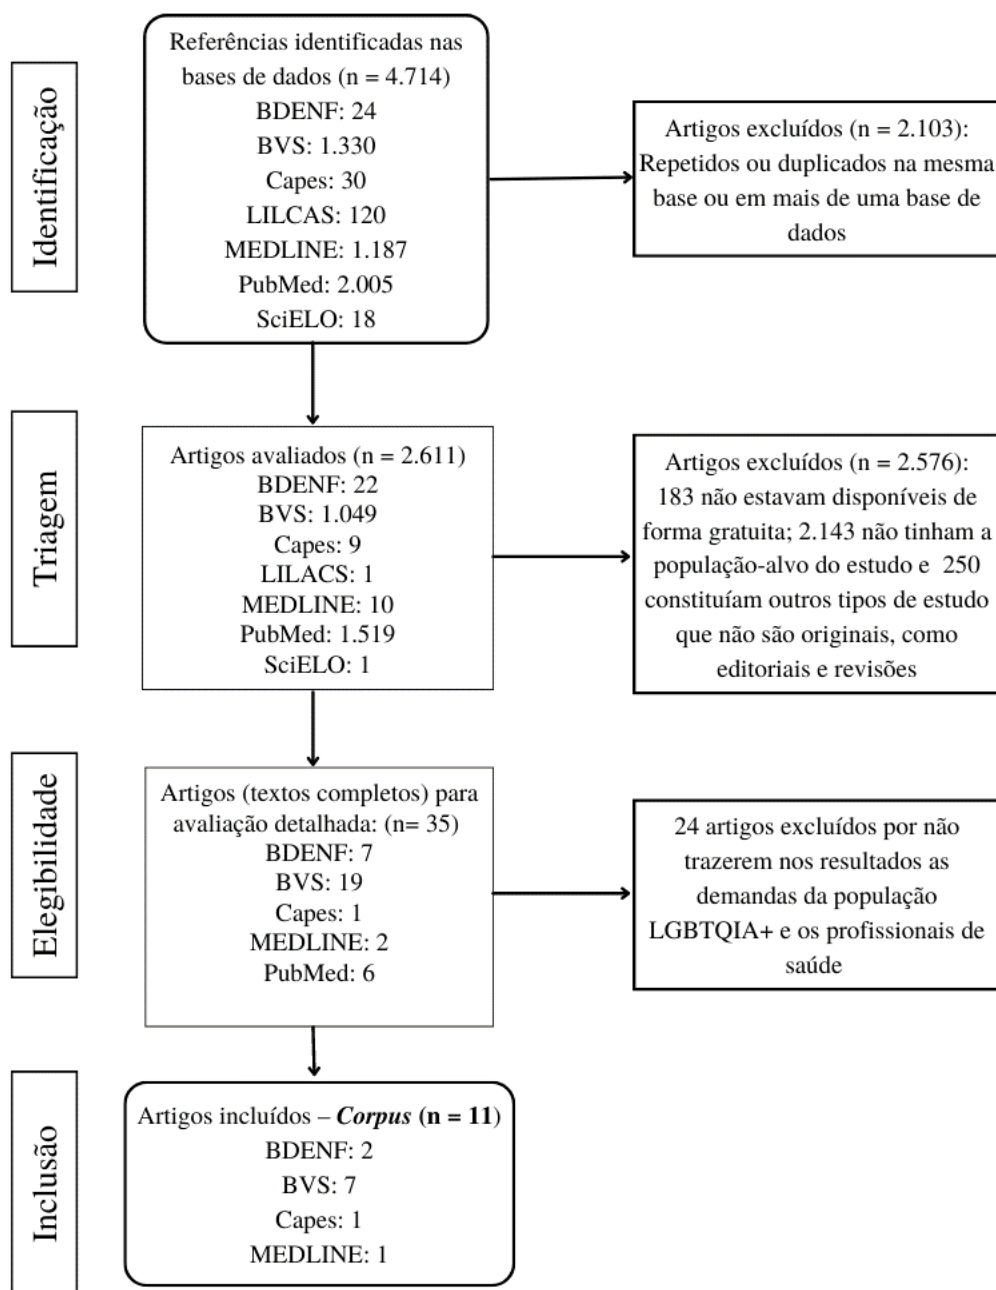 Identificação
Referências identificadas nas
bases de dados (n = 4.714)
BDENF: 24
BVS: 1.330
Capes: 30
LILCAS: 120
MEDLINE: 1.187
PubMed: 2.005
SciELO: 18
Artigos excluídos (n = 2.103):
Repetidos ou duplicados na mesma
base ou em mais de uma base de
dados
Triagem
Artigos avaliados (n = 2.611)
BDENF: 22
BVS: 1.049
Capes: 9
LILACS: 1
MEDLINE: 10
PubMed: 1.519
SciELO: 1
Artigos excluídos (n = 2.576):
183 não estavam disponíveis de
forma gratuita; 2.143 não tinham a
população-alvo do estudo e 250
constituíam outros tipos de estudo
que não são originais, como
editoriais e revisões
Elegibilidade
Artigos (textos completos) para
avaliação detalhada: (n= 35)
BDENF: 7
BVS: 19
Capes: 1
MEDLINE: 2
PubMed: 6
24 artigos excluídos por não
trazerem nos resultados as
demandas da população
LGBTQIA+ e os profissionais de
saúde
Inclusão
Artigos incluídos – Corpus (n = 11)
BDENF: 2
BVS: 7
Capes: 1
MEDLINE: 1